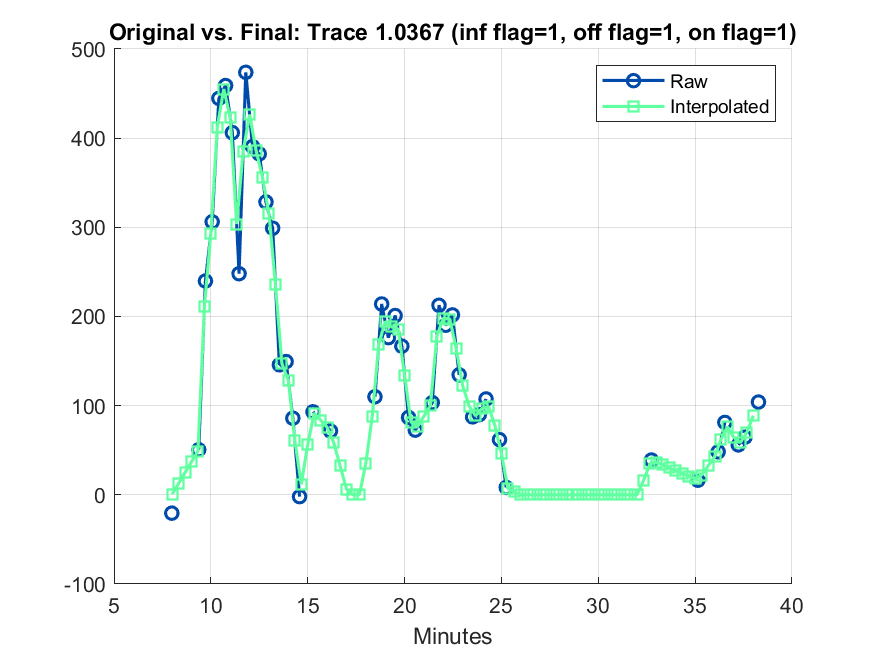 Original vs. Final: Trace 1.0367 (inf flag=1, off flag=1, on flag=1)
500
400
300
200
100
0
-100
Raw
Interpolated
5 10 15 20 25 30 35 40
Minutes